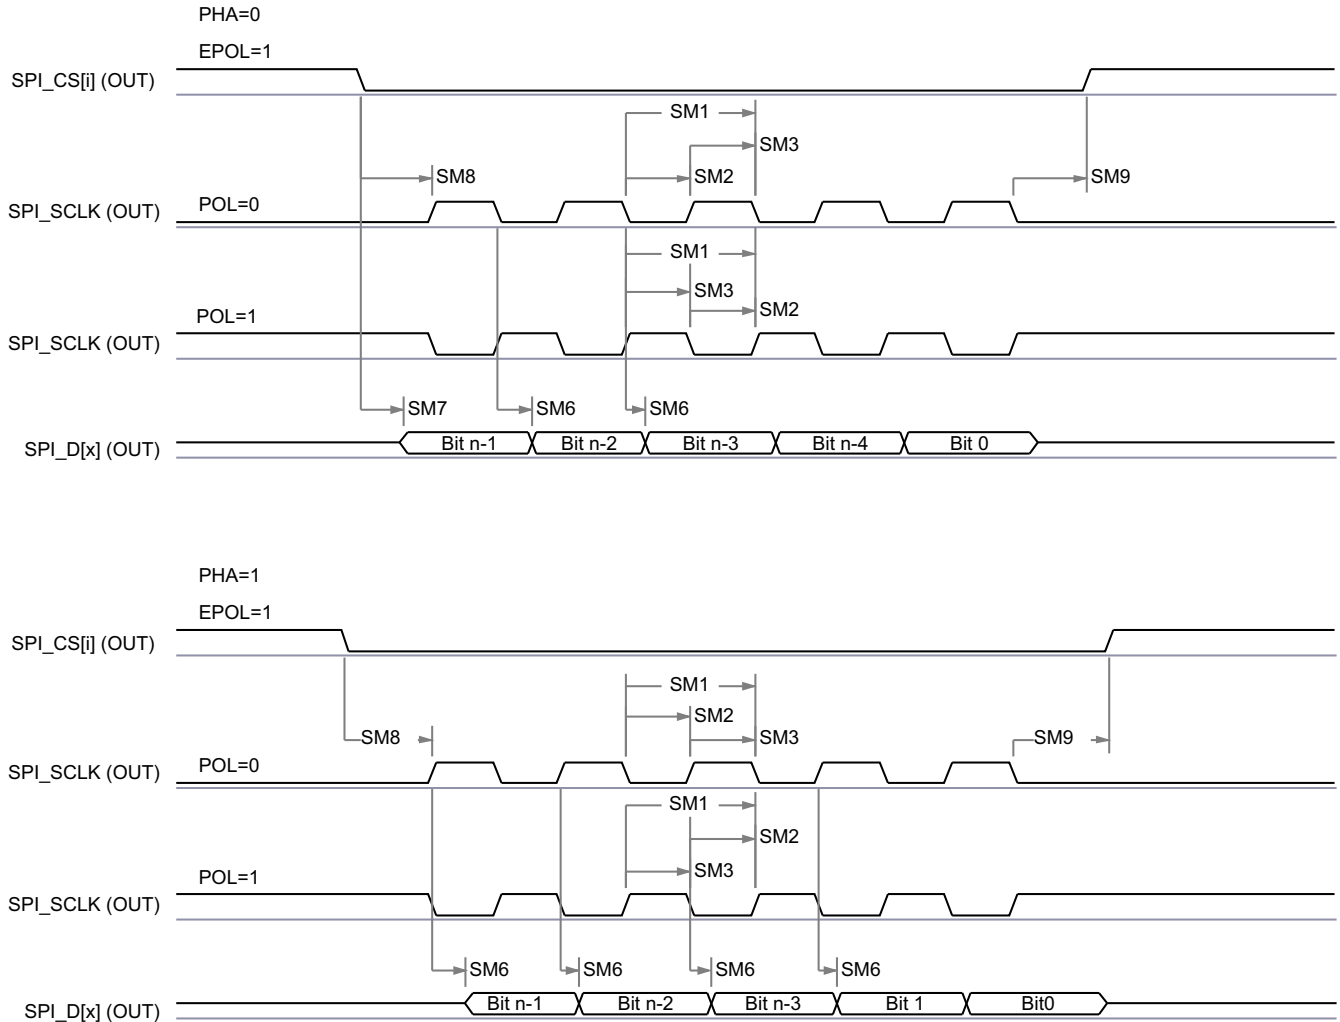 PHA=0
EPOL=1
SPI_CS[i] (OUT)
SM1
SM3
SM8
SM2
SM9
POL=0
SPI_SCLK (OUT)
SM1
SM3
SM2
POL=1
SPI_SCLK (OUT)
SM7
SM6
SM6
SPI_D[x] (OUT)
Bit n-1
Bit n-2
Bit n-3
Bit n-4
Bit 0
PHA=1
EPOL=1
SPI_CS[i] (OUT)
SM1
SM2
SM8
SM3
SM9
POL=0
SPI_SCLK (OUT)
SM1
SM2
SM3
POL=1
SPI_SCLK (OUT)
SM6
SM6
SM6
SM6
SPI_D[x] (OUT)
Bit n-1
Bit n-2
Bit n-3
Bit 1
Bit0